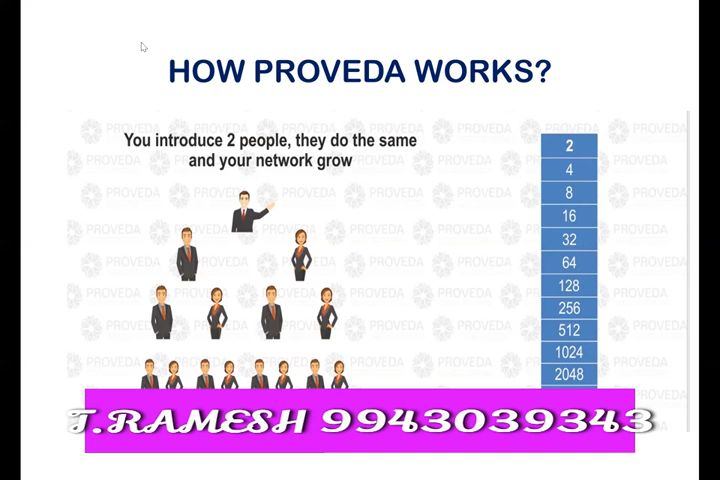 HOW PROVEDA WORKS?
You introduce 2 people, they do the same
and your network grow
2
4
8
16
32
64
128
256
512
1024
2048
T.RAMESH 9943039343
PROVEDA